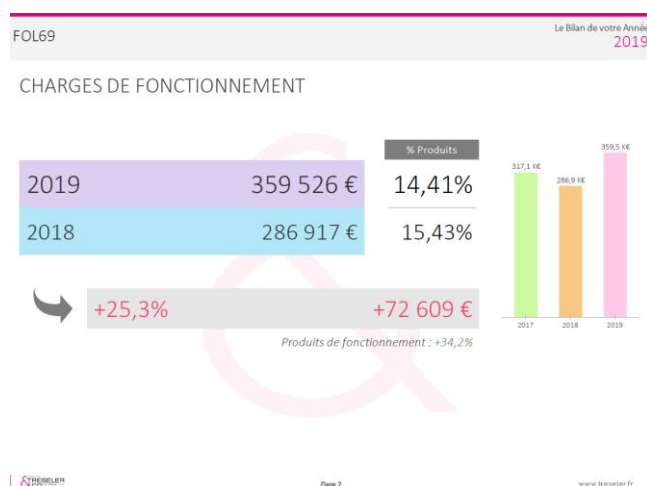 FOL69
Le Bilan de votre Année
2019
CHARGES DE FONCTIONNEMENT
% Produits
2019 359 526 € 14,41%
2018 286 917 € 15,43%
+25,3% +72 609 €
Produits de fonctionnement : +34,2%
317,1 K€
286,9 K€
359,5 K€
2017 2018 2019
&TRESELER
Page 2
www.treseler.fr